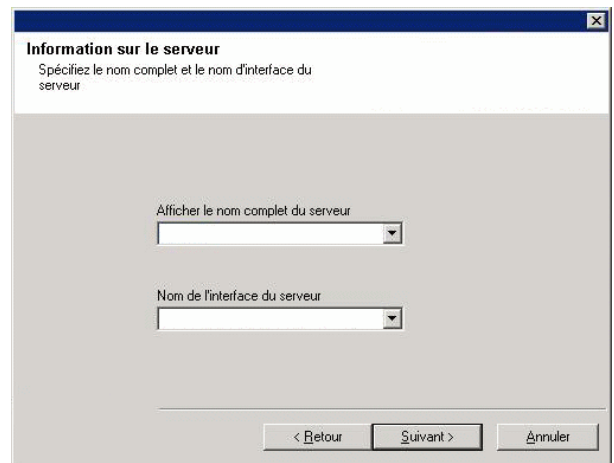 Information sur le serveur
Spécifiez le nom complet et le nom d'interface du
serveur
Afficher le nom complet du serveur
Nom de l'interface du serveur
< Retour
Suivant >
Annuler